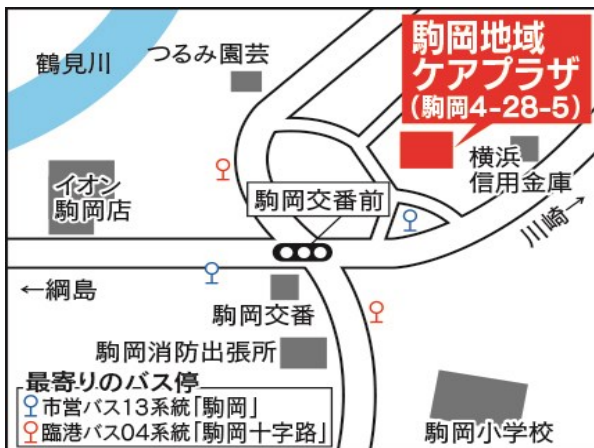 鶴見川
つるみ園芸
駒岡地域
ケアプラザ
(駒岡4-28-5)
イオン
駒岡店
駒岡交番前
横浜
信用金庫
川崎→
←綱島
駒岡交番
駒岡消防出張所
最寄りのバス停
市営バス13系統「駒岡」
臨港バス04系統「駒岡十字路」
駒岡小学校